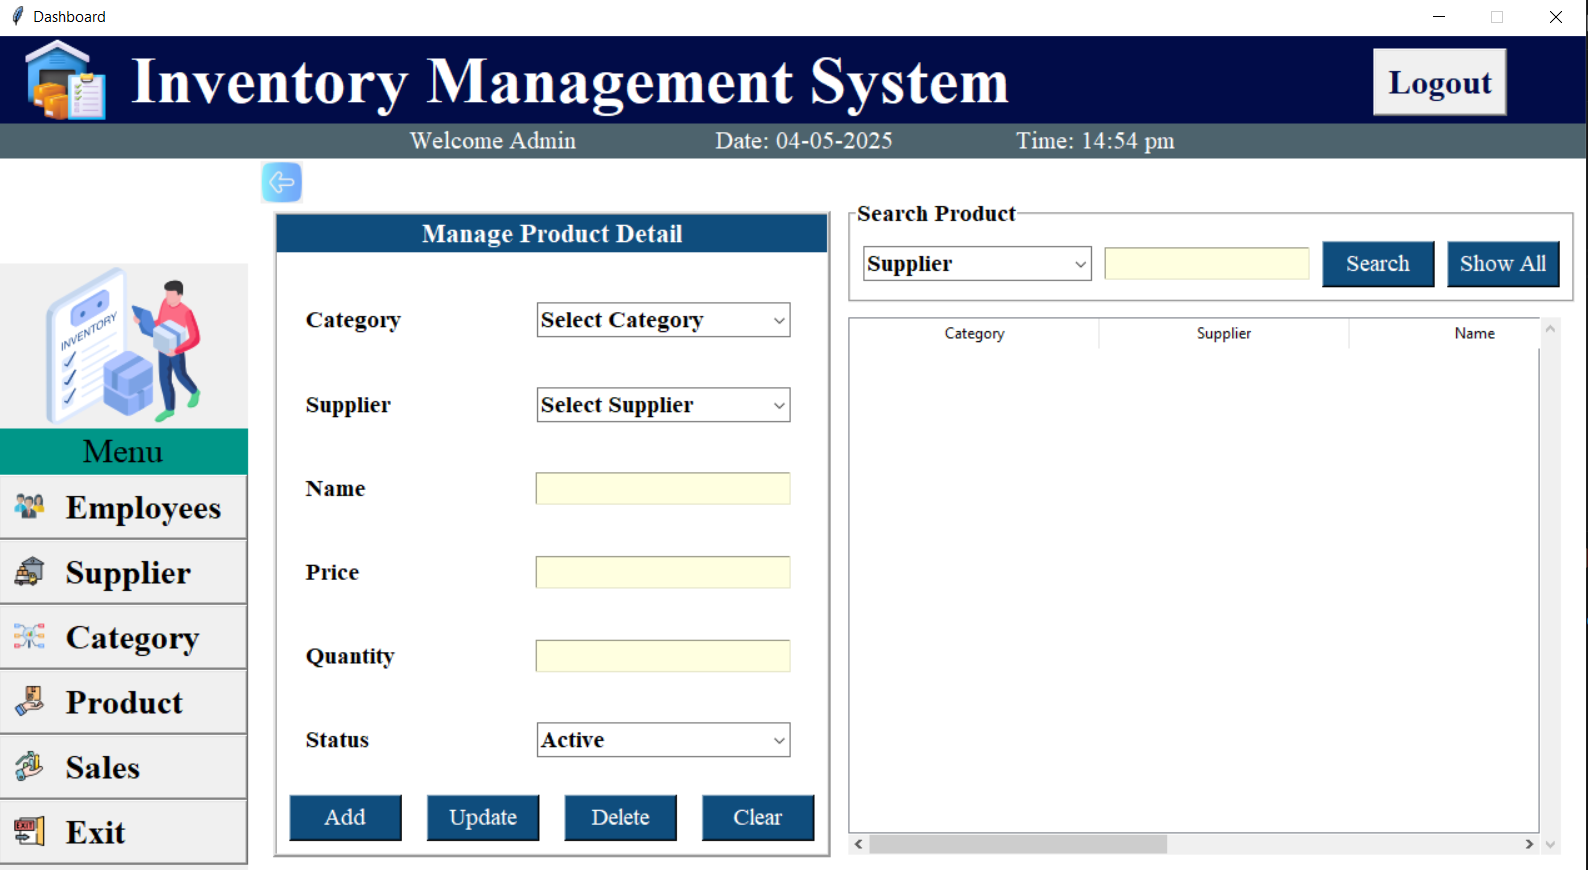 Dashboard
Inventory Management System
Logout
Welcome Admin
Date: 04-05-2025
Time: 14:54 pm
INVENTORY
Menu
Employees
Supplier
Category
Product
Sales
Exit
Manage Product Detail
Category
Select Category
Supplier
Select Supplier
Name
Price
Quantity
Status
Active
Add
Update
Delete
Clear
Search Product
Supplier
Search
Show All
Category
Supplier
Name